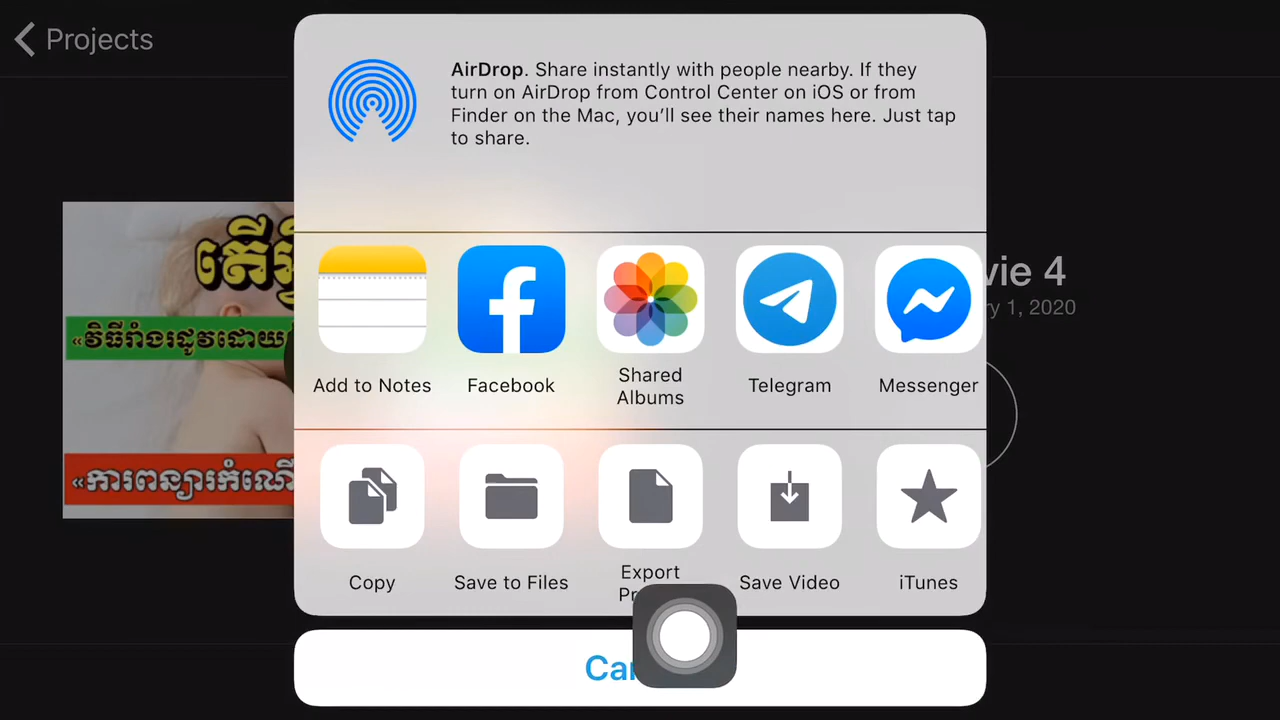 Projects
AirDrop. Share instantly with people nearby. If they
turn on AirDrop from Control Center on iOS or from
Finder on the Mac, you’ll see their names here. Just tap
to share.
«វិធីរាំងរដូវដោយ
«ការពន្យារកំណើ
vie 4
ry 1, 2020
Add to Notes
Facebook
Shared
Albums
Telegram
Messenger
Copy
Save to Files
Export
Save Video
iTunes